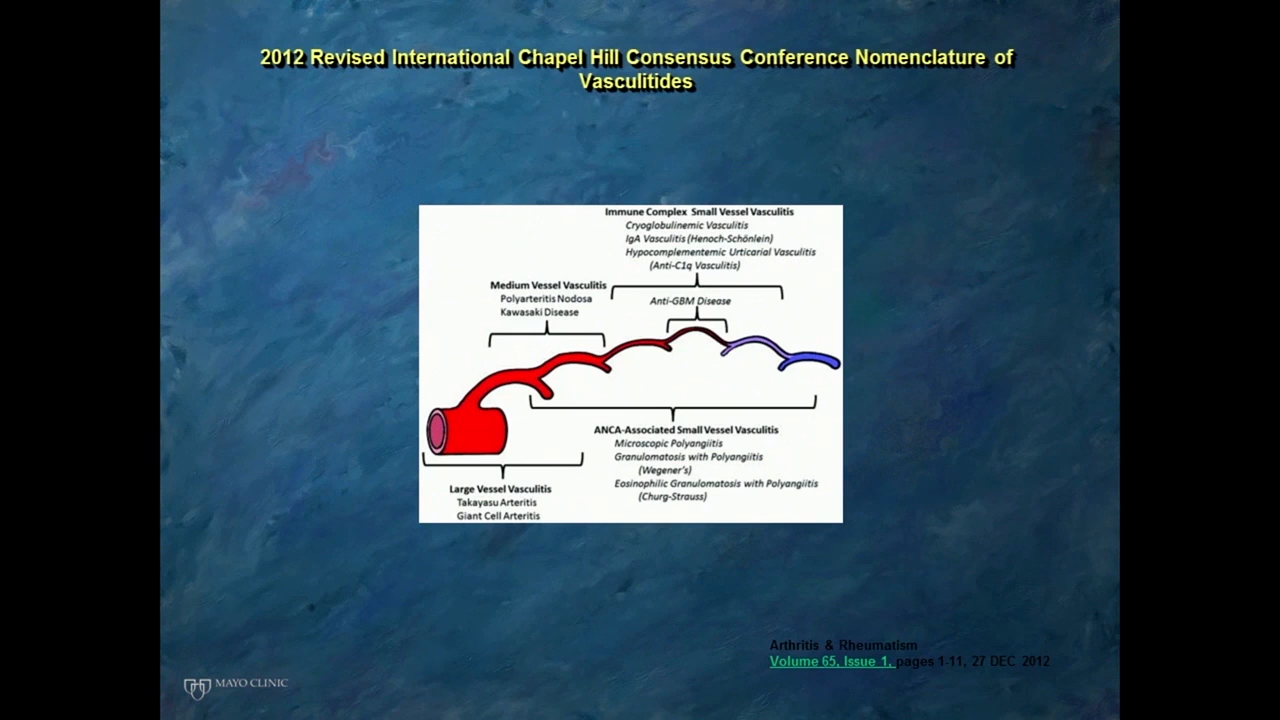 2012 Revised International Chapel Hill Consensus Conference Nomenclature of
Vasculitides
Immune Complex Small Vessel Vasculitis
Cryoglobulinemic Vasculitis
IgA Vasculitis (Henoch-Schönlein)
Hypocomplementemic Urticarial Vasculitis
(Anti-C1q Vasculitis)
Medium Vessel Vasculitis
Polyarteritis Nodosa
Kawasaki Disease
Anti-GBM Disease
ANCA-Associated Small Vessel Vasculitis
Microscopic Polyangiitis
Granulomatosis with Polyangiitis
(Wegener's)
Eosinophilic Granulomatosis with Polyangiitis
(Churg-Strauss)
Large Vessel Vasculitis
Takayasu Arteritis
Giant Cell Arteritis
Arthritis & Rheumatism
Volume 65, Issue 1, pages 1-11, 27 DEC 2012
MAYO CLINIC